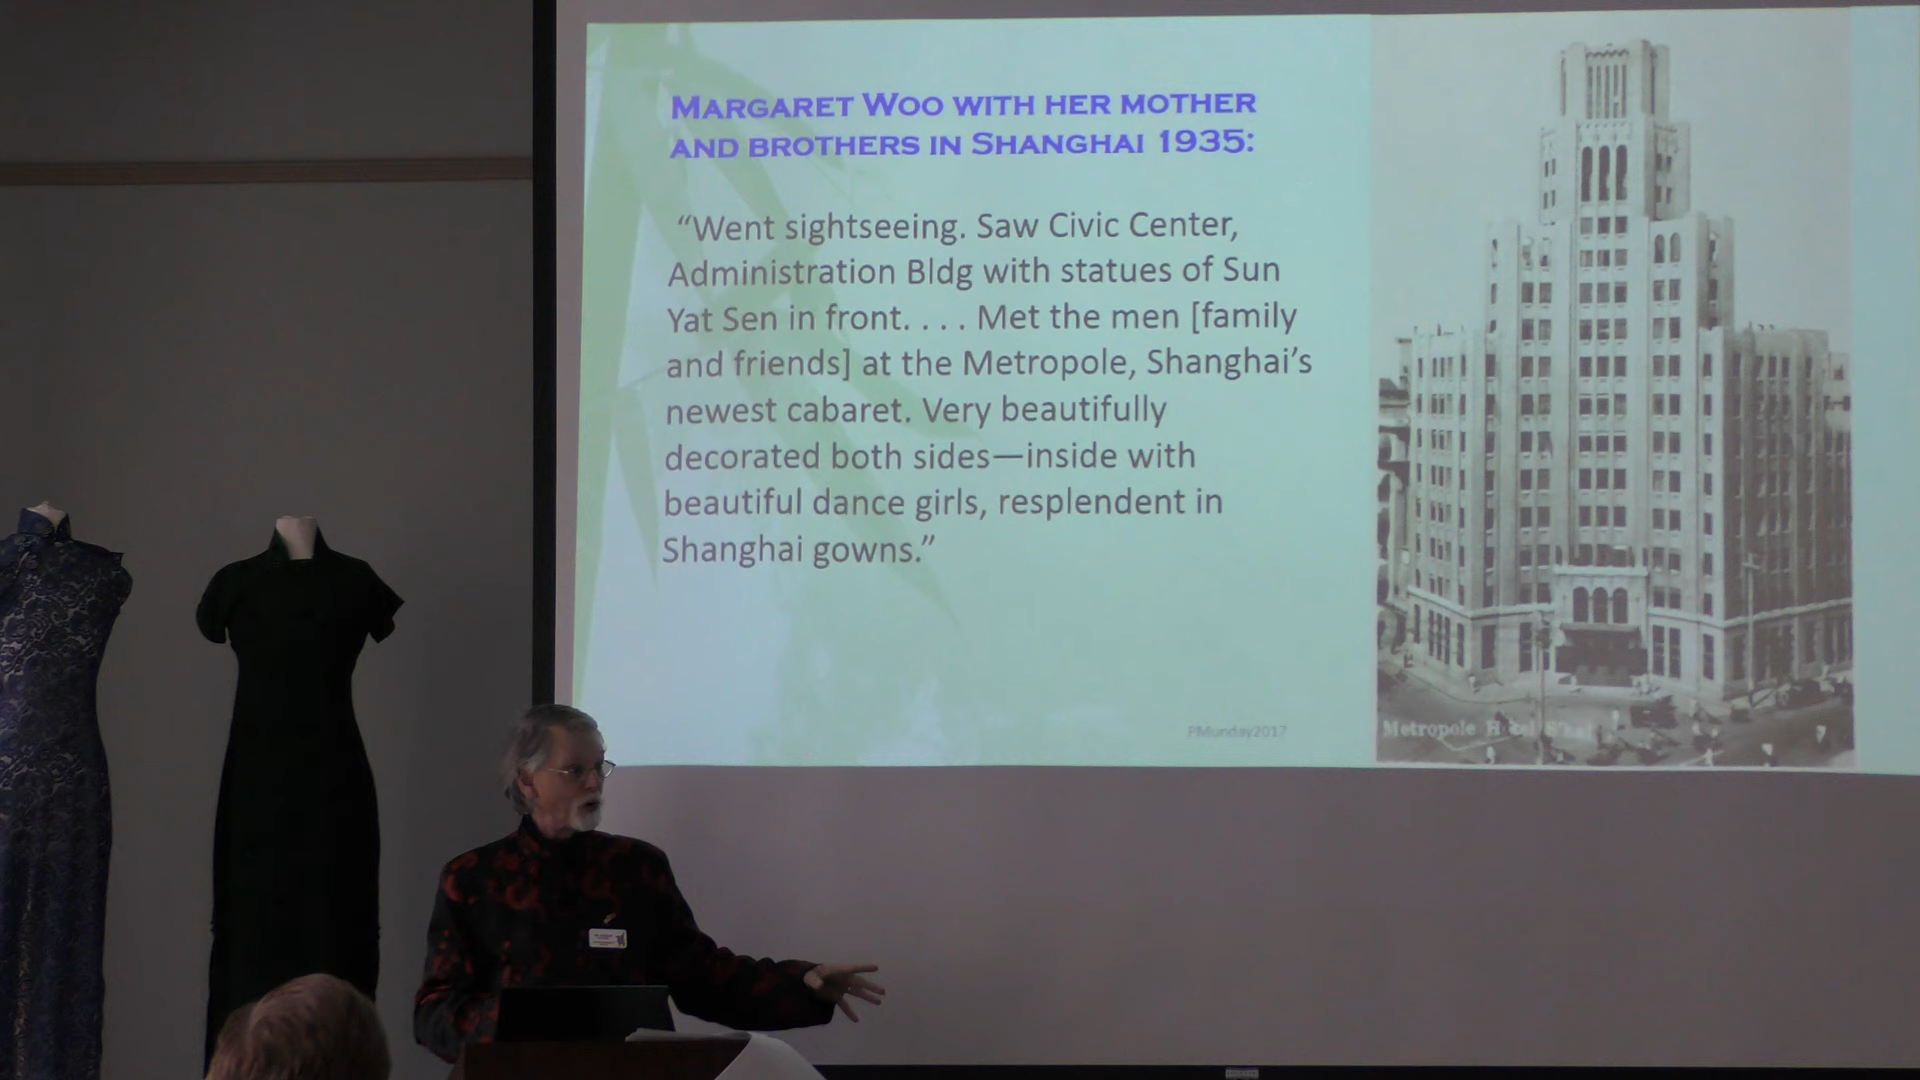 MARGARET WOO WITH HER MOTHER
AND BROTHERS IN SHANGHAI 1935:
“Went sightseeing. Saw Civic Center,
Administration Bldg with statues of Sun
Yat Sen in front. . . . Met the men [family
and friends] at the Metropole, Shanghai’s
newest cabaret. Very beautifully
decorated both sides—inside with
beautiful dance girls, resplendent in
Shanghai gowns.”
PMunday2017
Metropole